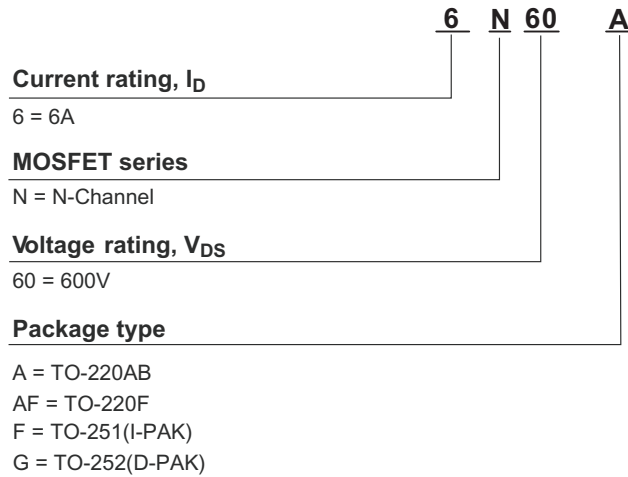 6 N 60 A
Current rating, ID
6 = 6A
MOSFET series
N = N-Channel
Voltage rating, VDS
60 = 600V
Package type
A = TO-220AB
AF = TO-220F
F = TO-251(I-PAK)
G = TO-252(D-PAK)